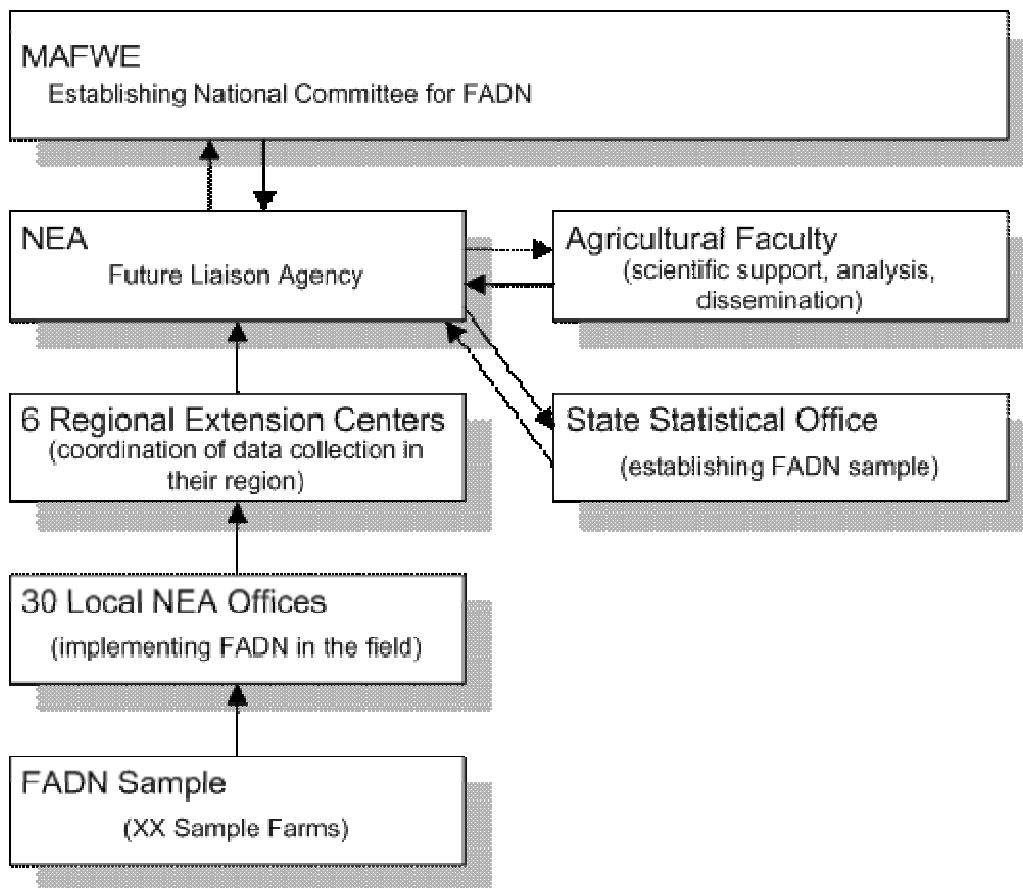 MAFWE
Establishing National Committee for FADN
NEA
Future Liaison Agency
Agricultural Faculty
(scientific support, analysis,
dissemination)
6 Regional Extension Centers
(coordination of data collection in
their region)
State Statistical Office
(establishing FADN sample)
30 Local NEA Offices
(implementing FADN in the field)
FADN Sample
(XX Sample Farms)